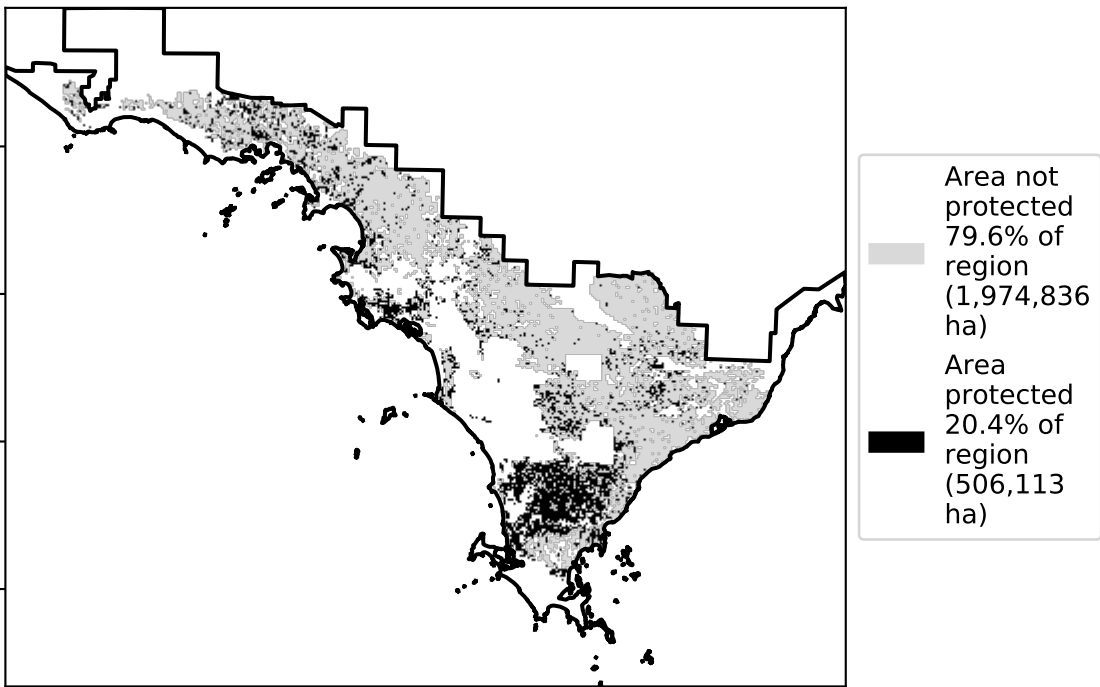 Area not
protected
79.6% of
region
(1,974,836
ha)
Area
protected
20.4% of
region
(506,113
ha)